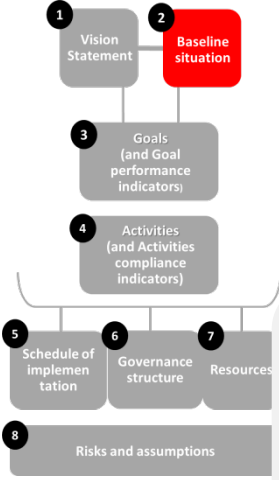 1
Vision
Statement
2
Baseline
situation
3
Goals
(and Goal
performance
indicators)
4
Activities
(and Activities
compliance
indicators)
5
Schedule of
implemen
tation
6
Governance
structure
7
Resources
8
Risks and assumptions